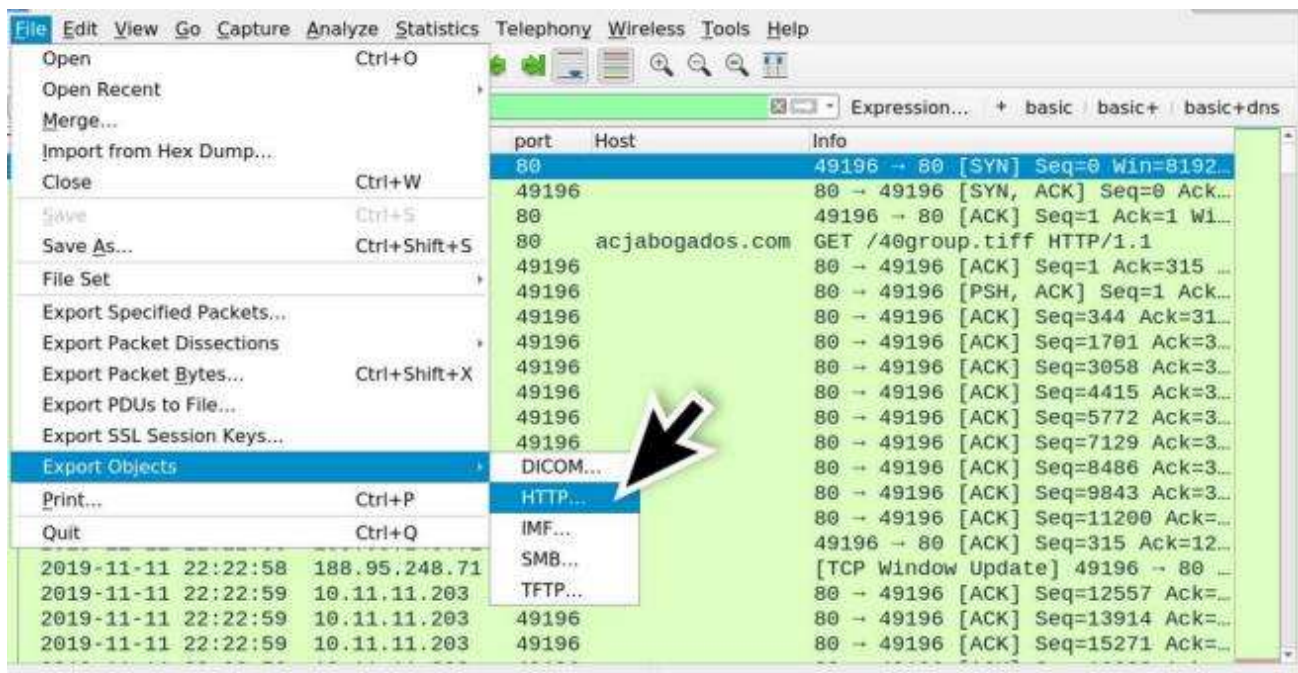 File Edit View Go Capture Analyze Statistics Telephony Wireless Tools Help
Open Ctrl+O
Open Recent
Merge...
Import from Hex Dump...
Close Ctrl+W
Save Ctrl+S
Save As... Ctrl+Shift+S
File Set
Export Specified Packets...
Export Packet Dissections
Export Packet Bytes... Ctrl+Shift+X
Export PDUs to File...
Export SSL Session Keys...
Export Objects
Print... Ctrl+P
Quit Ctrl+Q
DICOM...
HTTP...
IMF...
SMB...
TFTP...
Expression... + basic basic+ basic+dns
port Host Info
80 49196 → 80 [SYN] Seq=0 Win=8192…
49196 80 → 49196 [SYN, ACK] Seq=0 Ack…
80 49196 → 80 [ACK] Seq=1 Ack=1 Wi…
80 acjabogados.com GET /40group.tiff HTTP/1.1
49196 80 → 49196 [ACK] Seq=1 Ack=315 …
49196 80 → 49196 [PSH, ACK] Seq=1 Ack…
49196 80 → 49196 [ACK] Seq=344 Ack=31…
49196 80 → 49196 [ACK] Seq=1701 Ack=3…
49196 80 → 49196 [ACK] Seq=3058 Ack=3…
49196 80 → 49196 [ACK] Seq=4415 Ack=3…
49196 80 → 49196 [ACK] Seq=5772 Ack=3…
49196 80 → 49196 [ACK] Seq=7129 Ack=3…
80 → 49196 [ACK] Seq=8486 Ack=3…
80 → 49196 [ACK] Seq=9843 Ack=3…
80 → 49196 [ACK] Seq=11200 Ack=…
49196 → 80 [ACK] Seq=315 Ack=12…
2019-11-11 22:22:58 188.95.248.71 [TCP Window Update] 49196 → 80 …
2019-11-11 22:22:59 10.11.11.203 80 → 49196 [ACK] Seq=12557 Ack=…
2019-11-11 22:22:59 10.11.11.203 49196 80 → 49196 [ACK] Seq=13914 Ack=…
2019-11-11 22:22:59 10.11.11.203 49196 80 → 49196 [ACK] Seq=15271 Ack=…